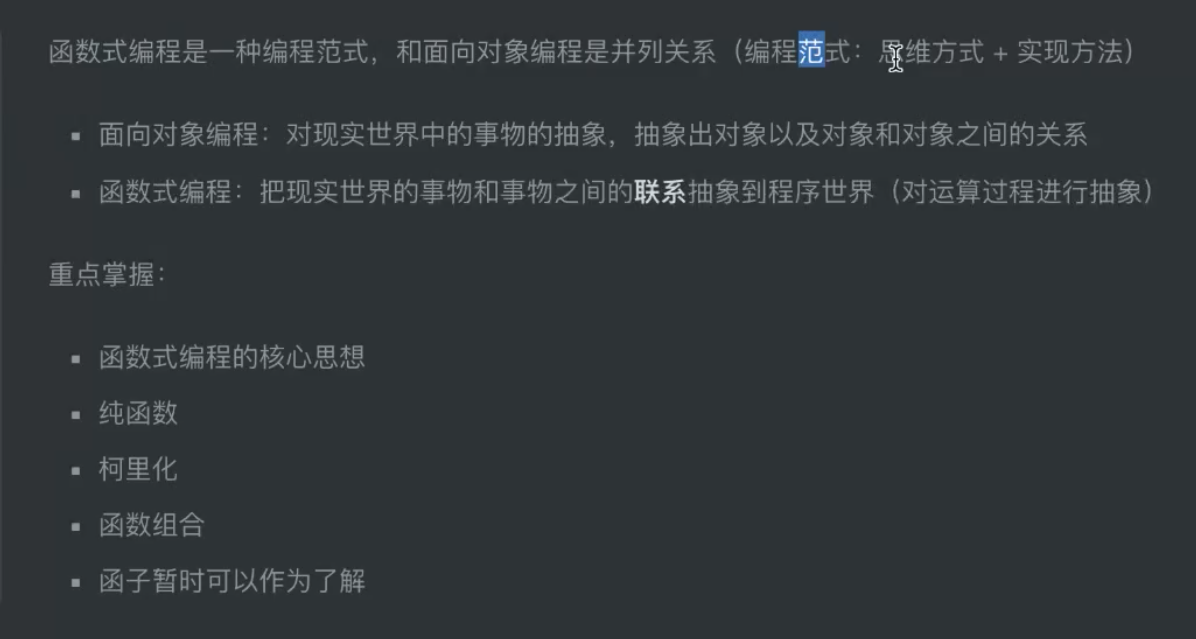 函数式编程是一种编程范式，和面向对象编程是并列关系（编程范式：思维方式 + 实现方法）
▪ 面向对象编程：对现实世界中的事物的抽象，抽象出对象以及对象和对象之间的关系
▪ 函数式编程：把现实世界的事物和事物之间的联系抽象到程序世界（对运算过程进行抽象）
重点掌握：
▪ 函数式编程的核心思想
▪ 纯函数
▪ 柯里化
▪ 函数组合
▪ 函子暂时可以作为了解